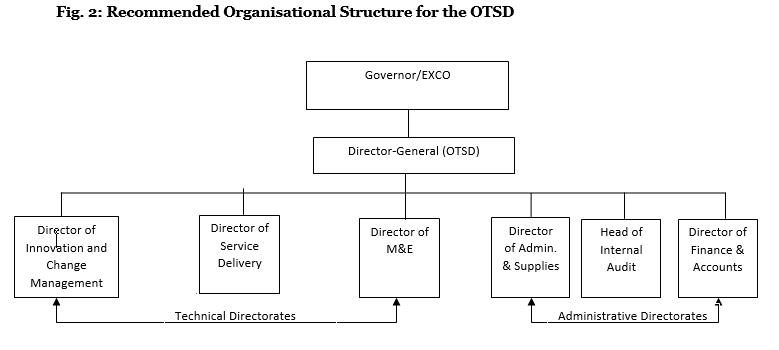 Fig. 2: Recommended Organisational Structure for the OTSD
Governor/EXCO
Director-General (OTSD)
Director of
Innovation and
Change
Management
Director of
Service
Delivery
Director of
M&E
Director
of Admin.
& Supplies
Head of
Internal
Audit
Director of
Finance &
Accounts
Technical Directorates
Administrative Directorates